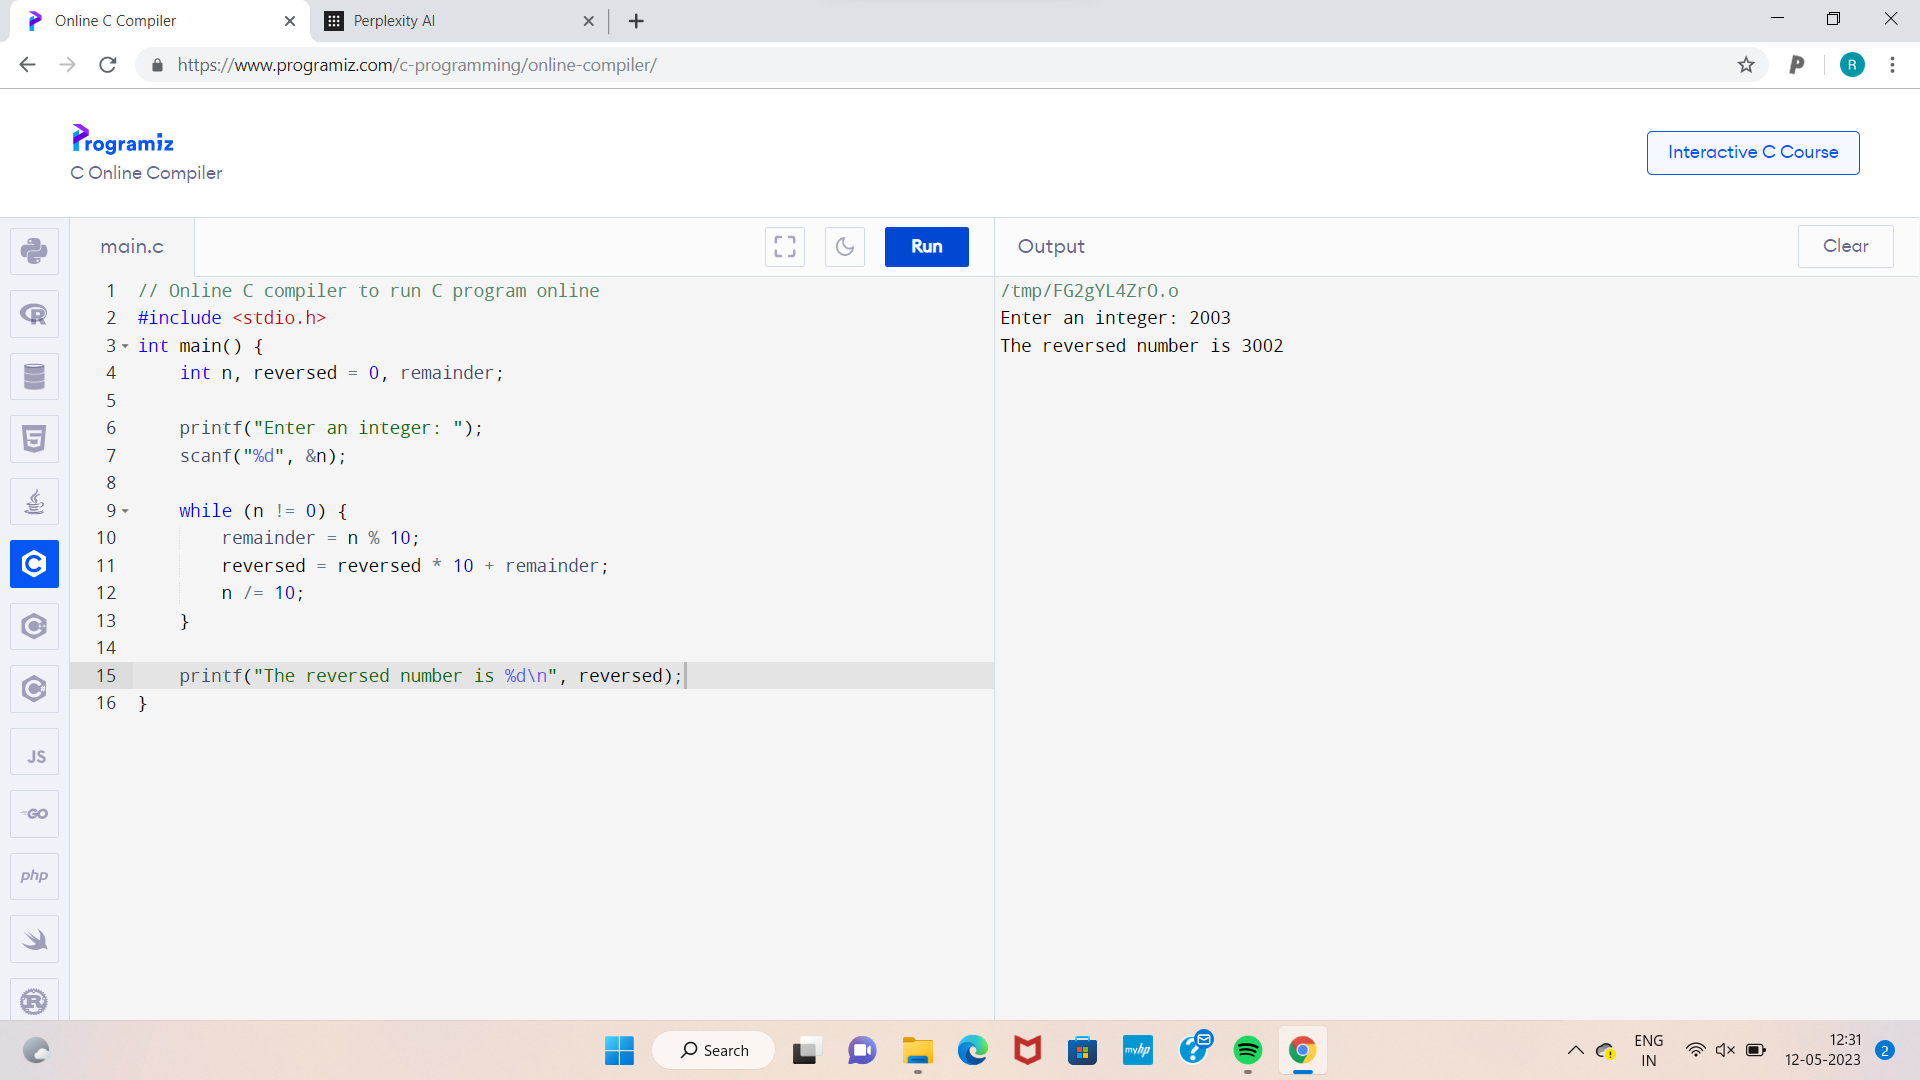 Online C Compiler
Perplexity AI
https://www.programiz.com/c-programming/online-compiler/
R
Programiz
C Online Compiler
Interactive C Course
main.c
Run
Output
Clear
1 // Online C compiler to run C program online
2 #include <stdio.h>
3 int main() {
4 int n, reversed = 0, remainder;
5
6 printf("Enter an integer: ");
7 scanf("%d", &n);
8
9 while (n != 0) {
10 remainder = n % 10;
11 reversed = reversed * 10 + remainder;
12 n /= 10;
13 }
14
15 printf("The reversed number is %d\n", reversed);
16 }
/tmp/FG2gYL4ZrO.o
Enter an integer: 2003
The reversed number is 3002
R
5
C
C
C
JS
GO
php
R
Search
myhp
ENG
IN
12:31
12-05-2023
2